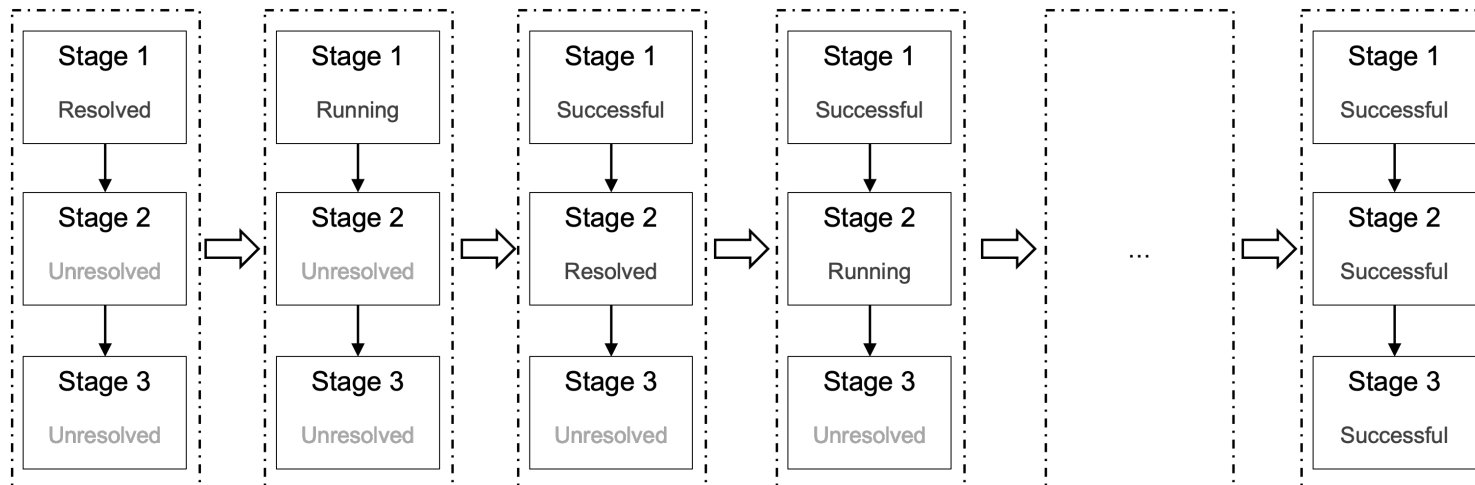 Stage 1
Resolved
Stage 2
Unresolved
Stage 3
Unresolved
Stage 1
Running
Stage 2
Unresolved
Stage 3
Unresolved
Stage 1
Successful
Stage 2
Resolved
Stage 3
Unresolved
Stage 1
Successful
Stage 2
Running
Stage 3
Unresolved
...
Stage 1
Successful
Stage 2
Successful
Stage 3
Successful